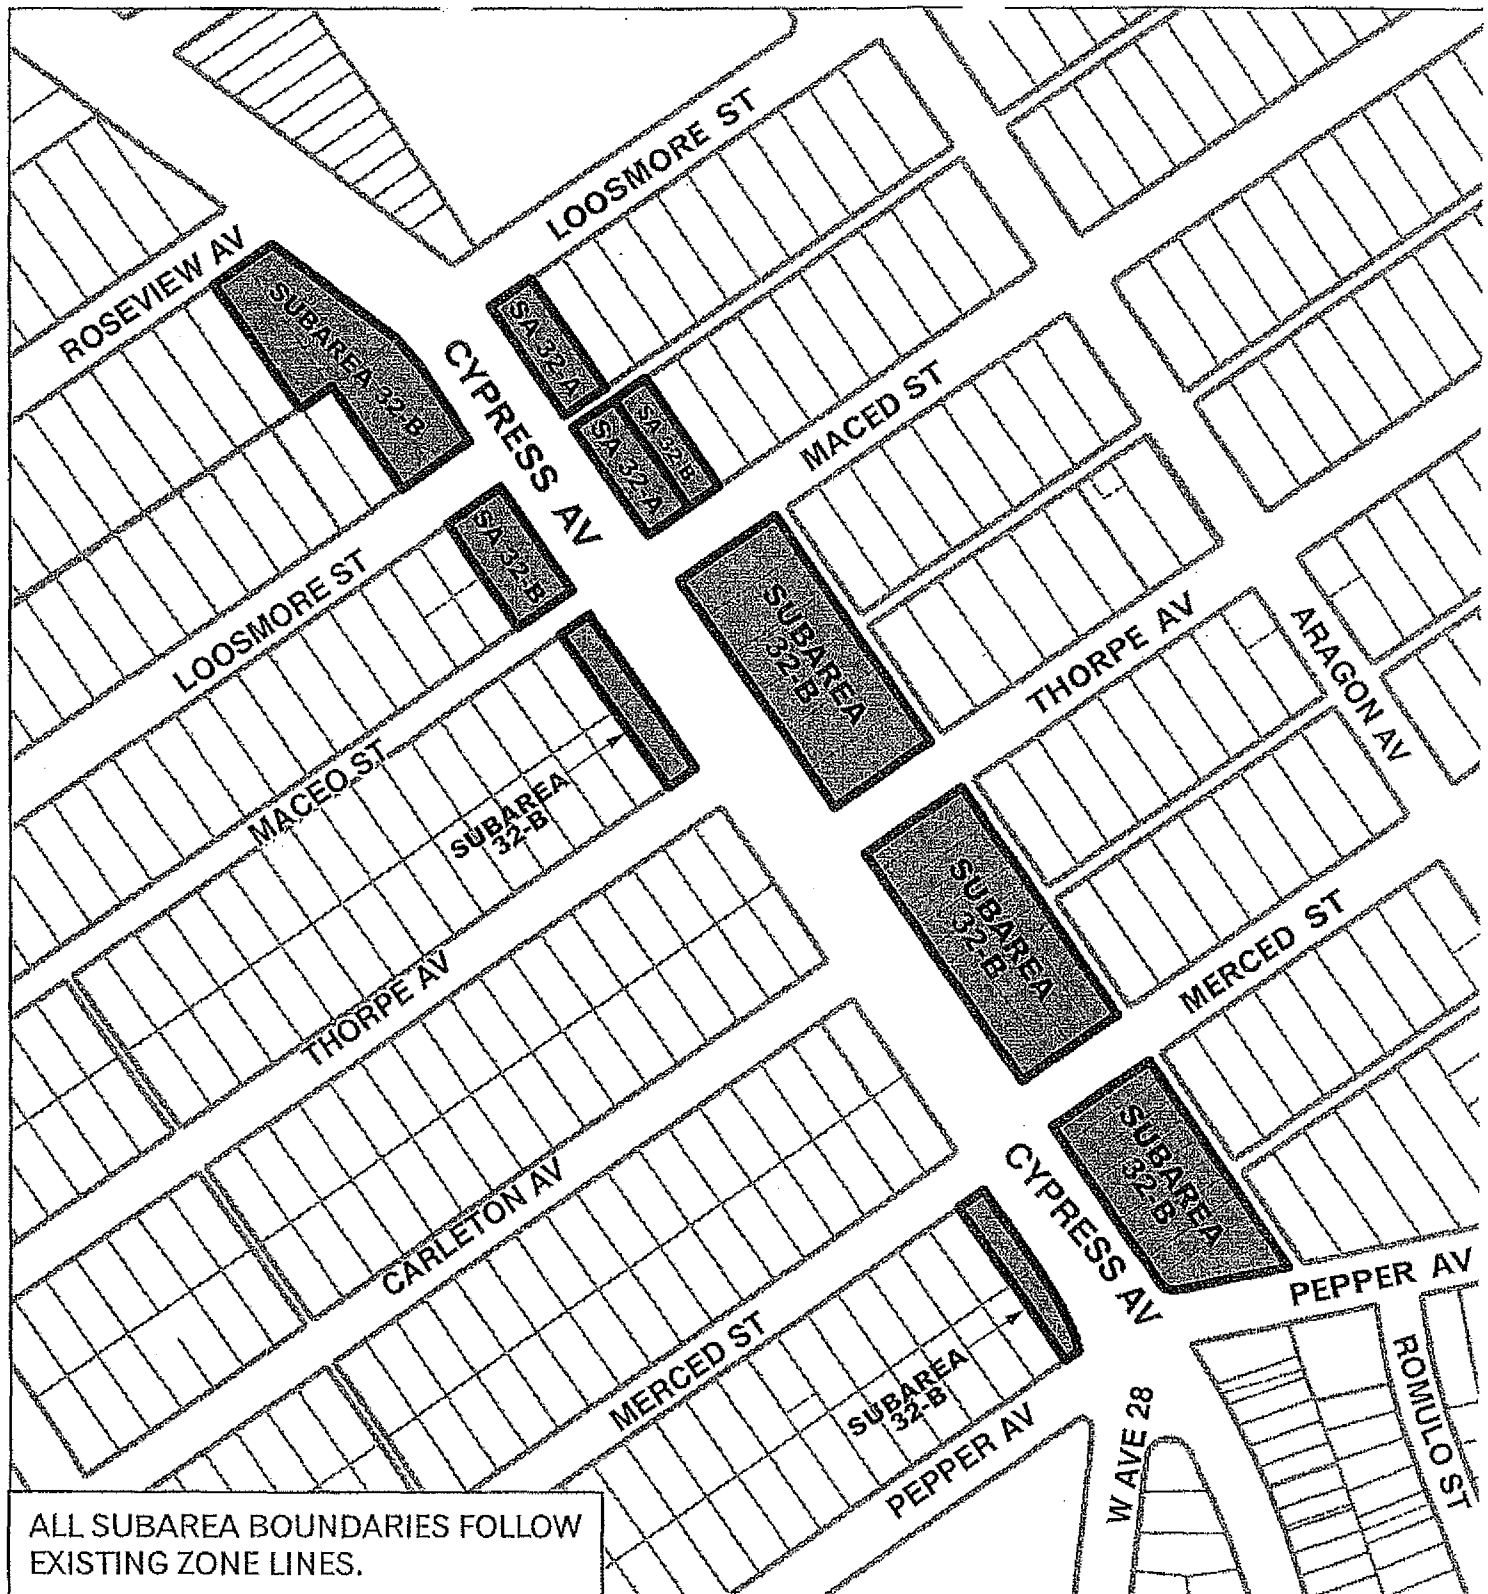 LOOSMORE ST
ROSEVIEW AV
SUBAREA 32-B
SA-32-A
CYPRESS AV
SA-32-A
SA-32-B
MACED ST
SA-32-B
LOOSMORE ST
SUBAREA
32-B
THORPE AV
ARAGON AV
MACEO ST
SUBAREA
32-B
SUBAREA
32-B
MERCED ST
THORPE AV
SUBAREA
32-B
CYPRESS AV
CARLETON AV
PEPPER AV
MERCED ST
SUBAREA
32-B
ROMULO ST
PEPPER AV
W AVE 28
ALL SUBAREA BOUNDARIES FOLLOW
EXISTING ZONE LINES.